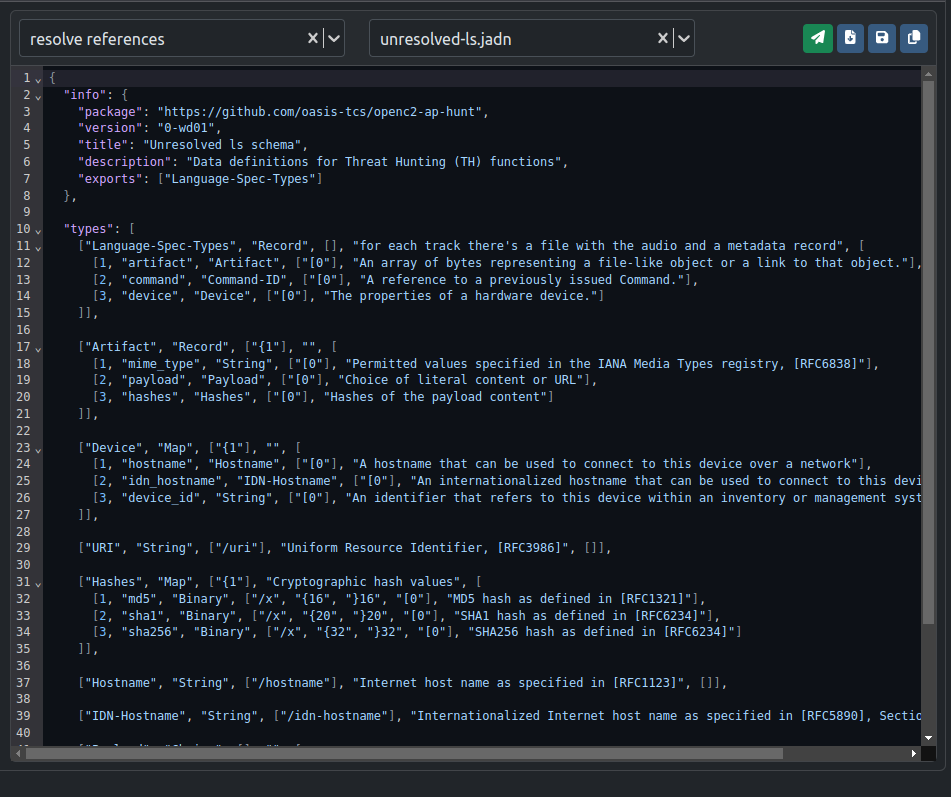 resolve references
unresolved-ls.jadn
1 {
2 "info": {
3 "package": "https://github.com/oasis-tcs/openc2-ap-hunt",
4 "version": "0-wd01",
5 "title": "Unresolved ls schema",
6 "description": "Data definitions for Threat Hunting (TH) functions",
7 "exports": ["Language-Spec-Types"]
8 },
9
10 "types": [
11 ["Language-Spec-Types", "Record", [], "for each track there's a file with the audio and a metadata record", [
12 [1, "artifact", "Artifact", ["[0"], "An array of bytes representing a file-like object or a link to that object."],
13 [2, "command", "Command-ID", ["[0"], "A reference to a previously issued Command."],
14 [3, "device", "Device", ["[0"], "The properties of a hardware device."]
15 ]],
16
17 ["Artifact", "Record", ["{1"], "", [
18 [1, "mime_type", "String", ["[0"], "Permitted values specified in the IANA Media Types registry, [RFC6838]"],
19 [2, "payload", "Payload", ["[0"], "Choice of literal content or URL"],
20 [3, "hashes", "Hashes", ["[0"], "Hashes of the payload content"]
21 ]],
22
23 ["Device", "Map", ["{1"], "", [
24 [1, "hostname", "Hostname", ["[0"], "A hostname that can be used to connect to this device over a network"],
25 [2, "idn_hostname", "IDN-Hostname", ["[0"], "An internationalized hostname that can be used to connect to this devi
26 [3, "device_id", "String", ["[0"], "An identifier that refers to this device within an inventory or management syst
27 ]],
28
29 ["URI", "String", ["/uri"], "Uniform Resource Identifier, [RFC3986]", []],
30
31 ["Hashes", "Map", ["{1"], "Cryptographic hash values", [
32 [1, "md5", "Binary", ["/x", "{16", "}16", "[0"], "MD5 hash as defined in [RFC1321]"],
33 [2, "sha1", "Binary", ["/x", "{20", "}20", "[0"], "SHA1 hash as defined in [RFC6234]"],
34 [3, "sha256", "Binary", ["/x", "{32", "}32", "[0"], "SHA256 hash as defined in [RFC6234]"]
35 ]],
36
37 ["Hostname", "String", ["/hostname"], "Internet host name as specified in [RFC1123]", []],
38
39 ["IDN-Hostname", "String", ["/idn-hostname"], "Internationalized Internet host name as specified in [RFC5890], Sectio
40